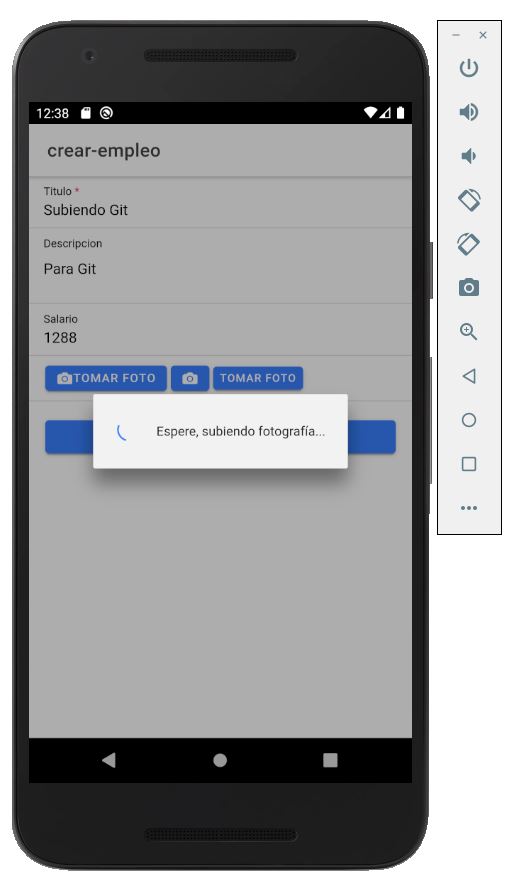 12:38
crear-empleo
Titulo *
Subiendo Git
Descripcion
Para Git
Salario
1288
TOMAR FOTO
TOMAR FOTO
Espere, subiendo fotografía...